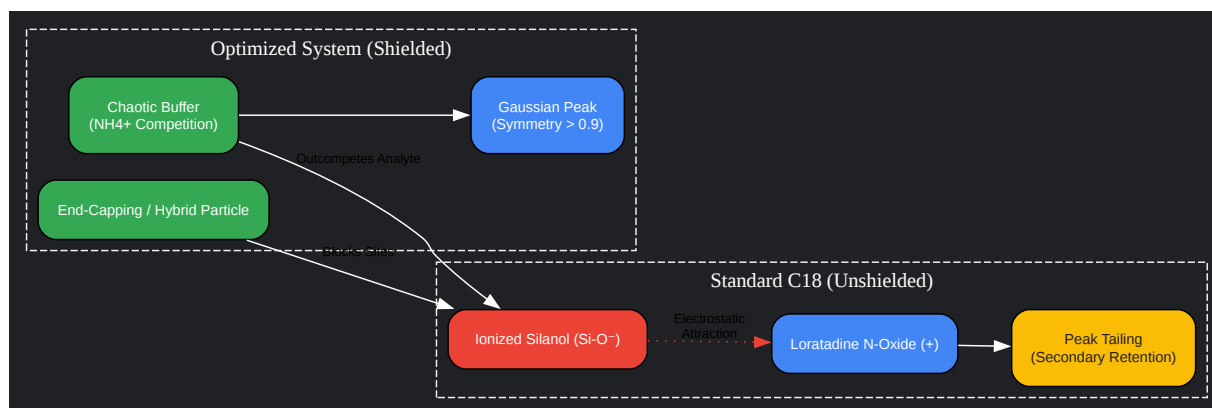 Optimized System (Shielded)
Chaotic Buffer
(NH4+ Competition)
Gaussian Peak
(Symmetry > 0.9)
Outcompetes Analyte
End-Capping / Hybrid Particle
Blocks Sites
Standard C18 (Unshielded)
Ionized Silanol (Si-O⁻)
Electrostatic
Attraction
Loratadine N-Oxide (+)
Peak Tailing
(Secondary Retention)